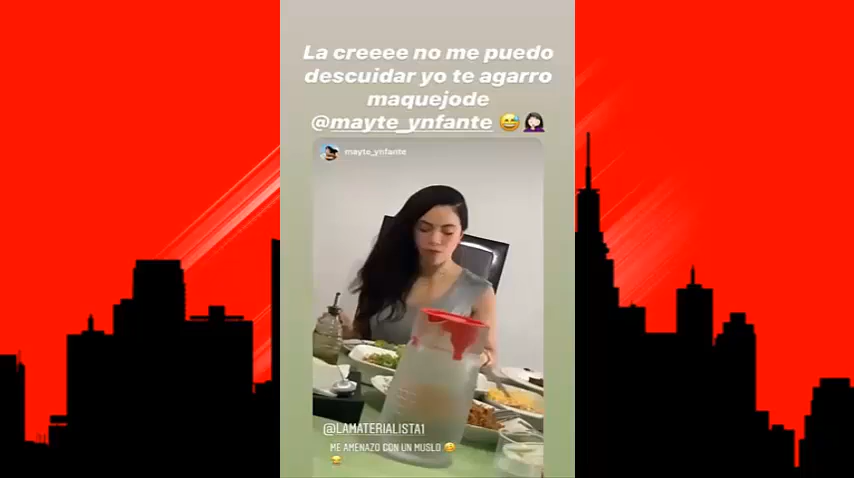 La creeee no me puedo
descuidar yo te agarro
maquejode
@mayte_ynfante 😅🤦🏻‍♀️
mayte_ynfante
@LAMATERIALISTA1
ME AMENAZO CON UN MUSLO